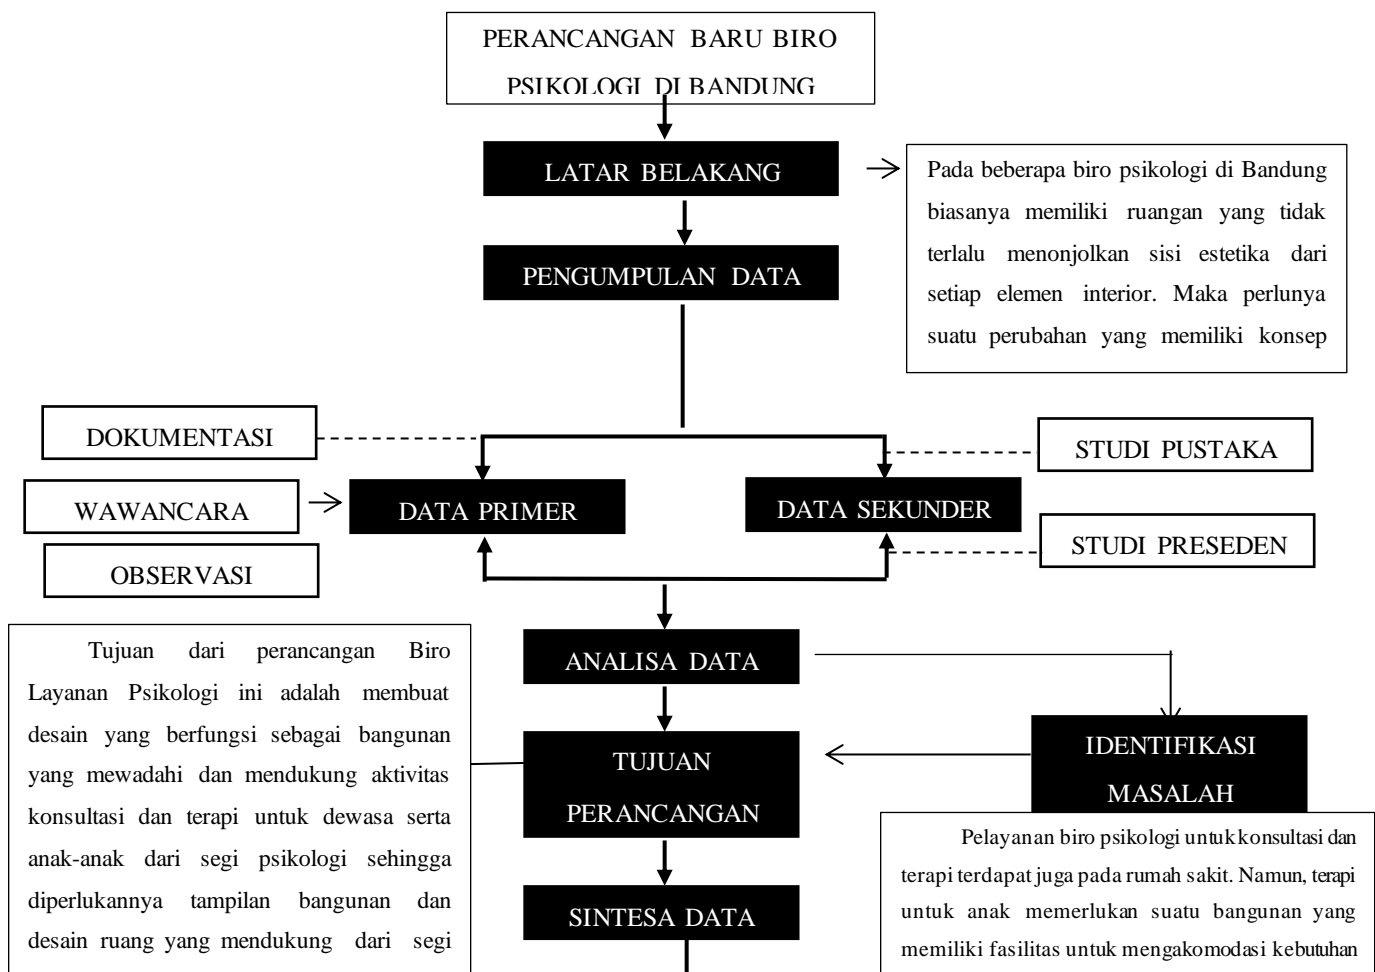 PERANCANGAN BARU BIRO
PSIKOLOGI DI BANDUNG
LATAR BELAKANG
Pada beberapa biro psikologi di Bandung
biasanya memiliki ruangan yang tidak
terlalu menonjolkan sisi estetika dari
setiap elemen interior. Maka perlunya
suatu perubahan yang memiliki konsep
PENGUMPULAN DATA
DOKUMENTASI
WAWANCARA
OBSERVASI
DATA PRIMER
DATA SEKUNDER
STUDI PUSTAKA
STUDI PRESEDEN
ANALISA DATA
Tujuan dari perancangan Biro
Layanan Psikologi ini adalah membuat
desain yang berfungsi sebagai bangunan
yang mewadahi dan mendukung aktivitas
konsultasi dan terapi untuk dewasa serta
anak-anak dari segi psikologi sehingga
diperlukannya tampilan bangunan dan
desain ruang yang mendukung dari segi
TUJUAN
PERANCANGAN
IDENTIFIKASI
MASALAH
Pelayanan biro psikologi untuk konsultasi dan
terapi terdapat juga pada rumah sakit. Namun, terapi
untuk anak memerlukan suatu bangunan yang
memiliki fasilitas untuk mengakomodasi kebutuhan
SINTESA DATA